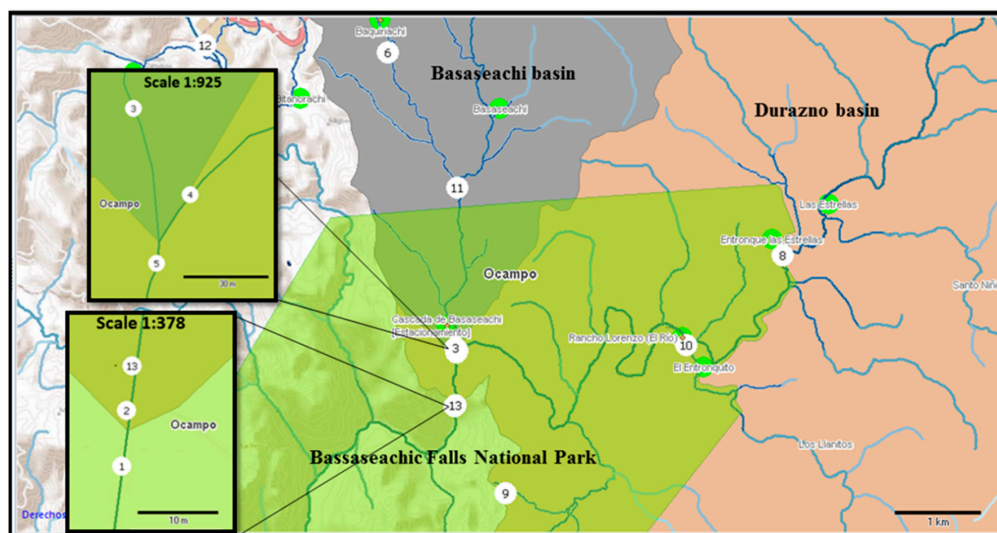 Baquiriachi
12
6
Basaseachi basin
Scale 1:925
Bitahorachi
Basaseachi
Durazno basin
3
4
11
Las Estrellas
Ocampo
Entronque las Estrellas
8
5
Ocampo
Santo Niño
30 m
Cascada de Basaseachi
[Estacionamiento]
Scale 1:378
3
Rancho Lorenzo (El Río)
10
El Entronquito
13
13
2
Ocampo
Los Llanitos
1
Bassaseachic Falls National Park
9
Derechos
10 m
1 km